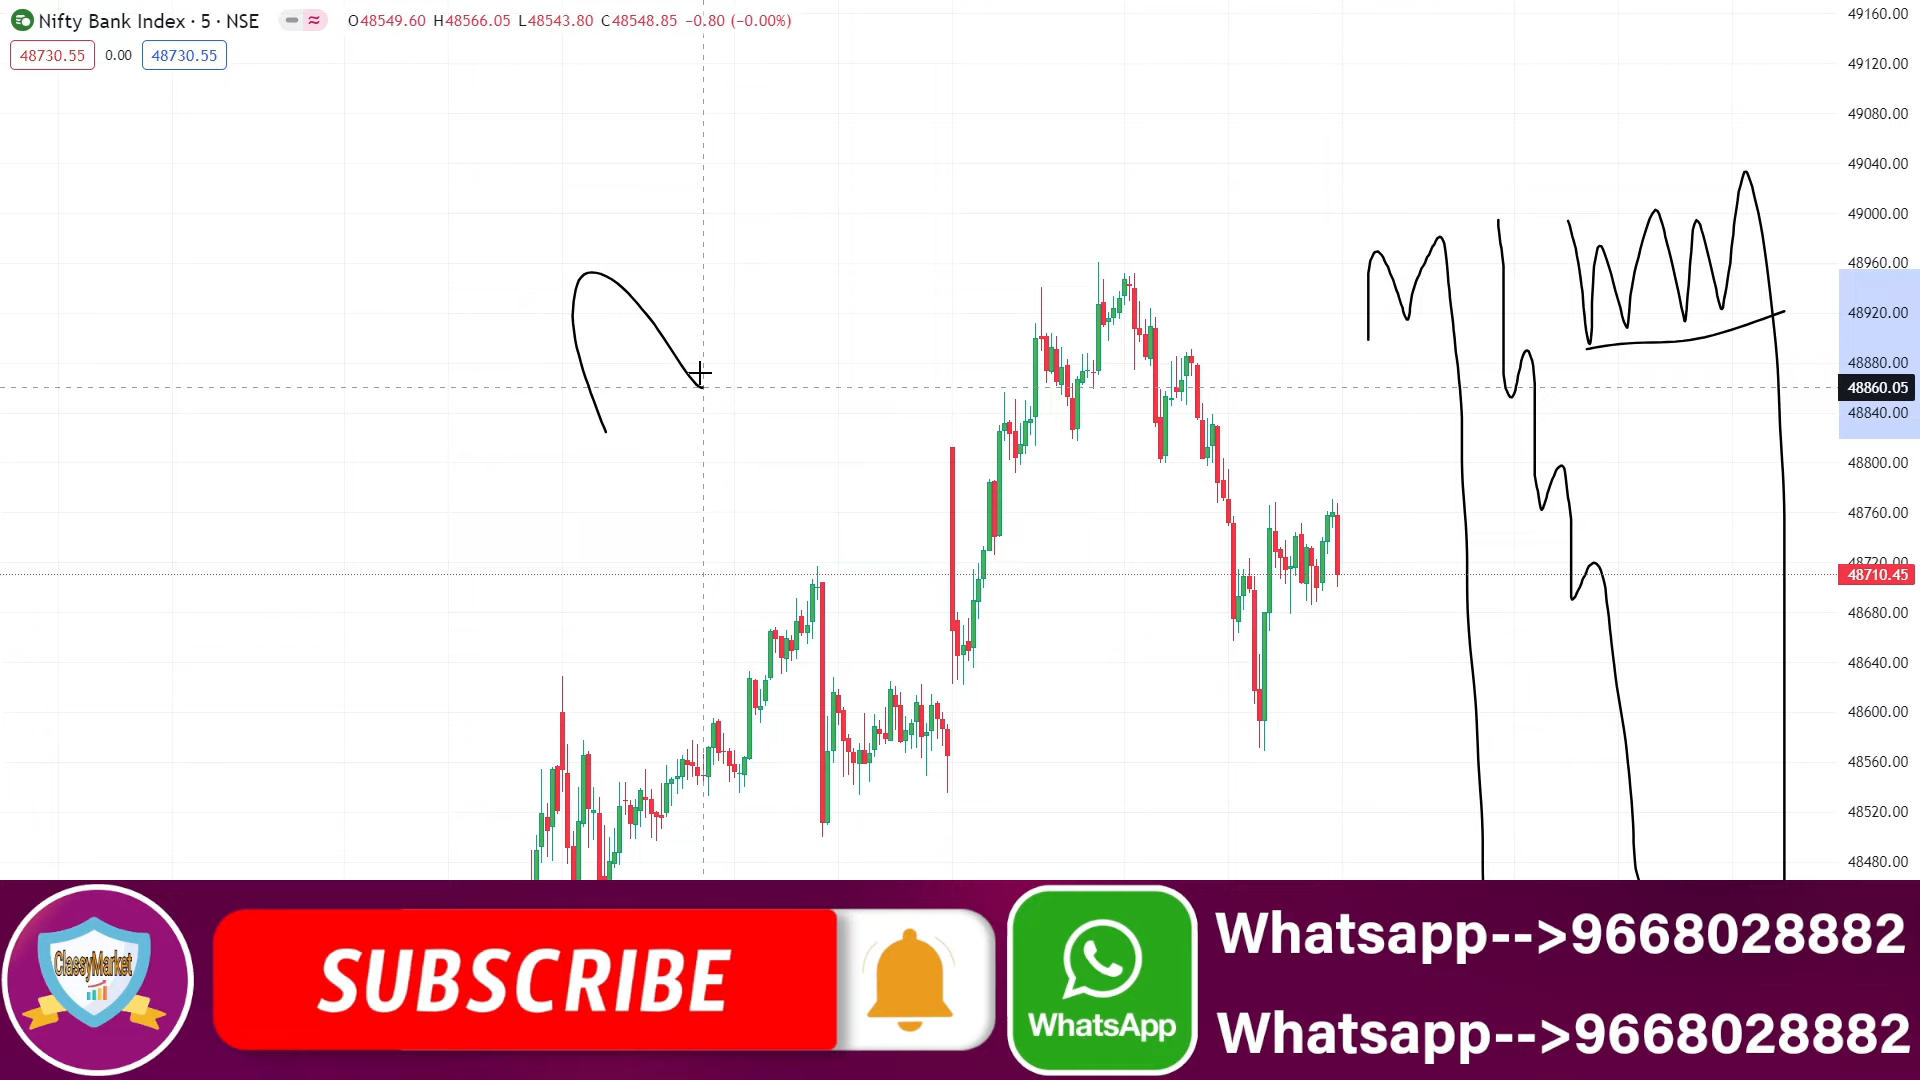 Nifty Bank Index · 5 · NSE
O48549.60 H48566.05 L48543.80 C48548.85 −0.80 (−0.00%)
48730.55 0.00 48730.55
49160.00
49120.00
49080.00
49040.00
49000.00
48960.00
48920.00
48880.00
48860.05
48840.00
48800.00
48760.00
48720.00
48710.45
48680.00
48640.00
48600.00
48560.00
48520.00
48480.00
ClassyMarket
SUBSCRIBE
WhatsApp
Whatsapp-->9668028882
Whatsapp-->9668028882